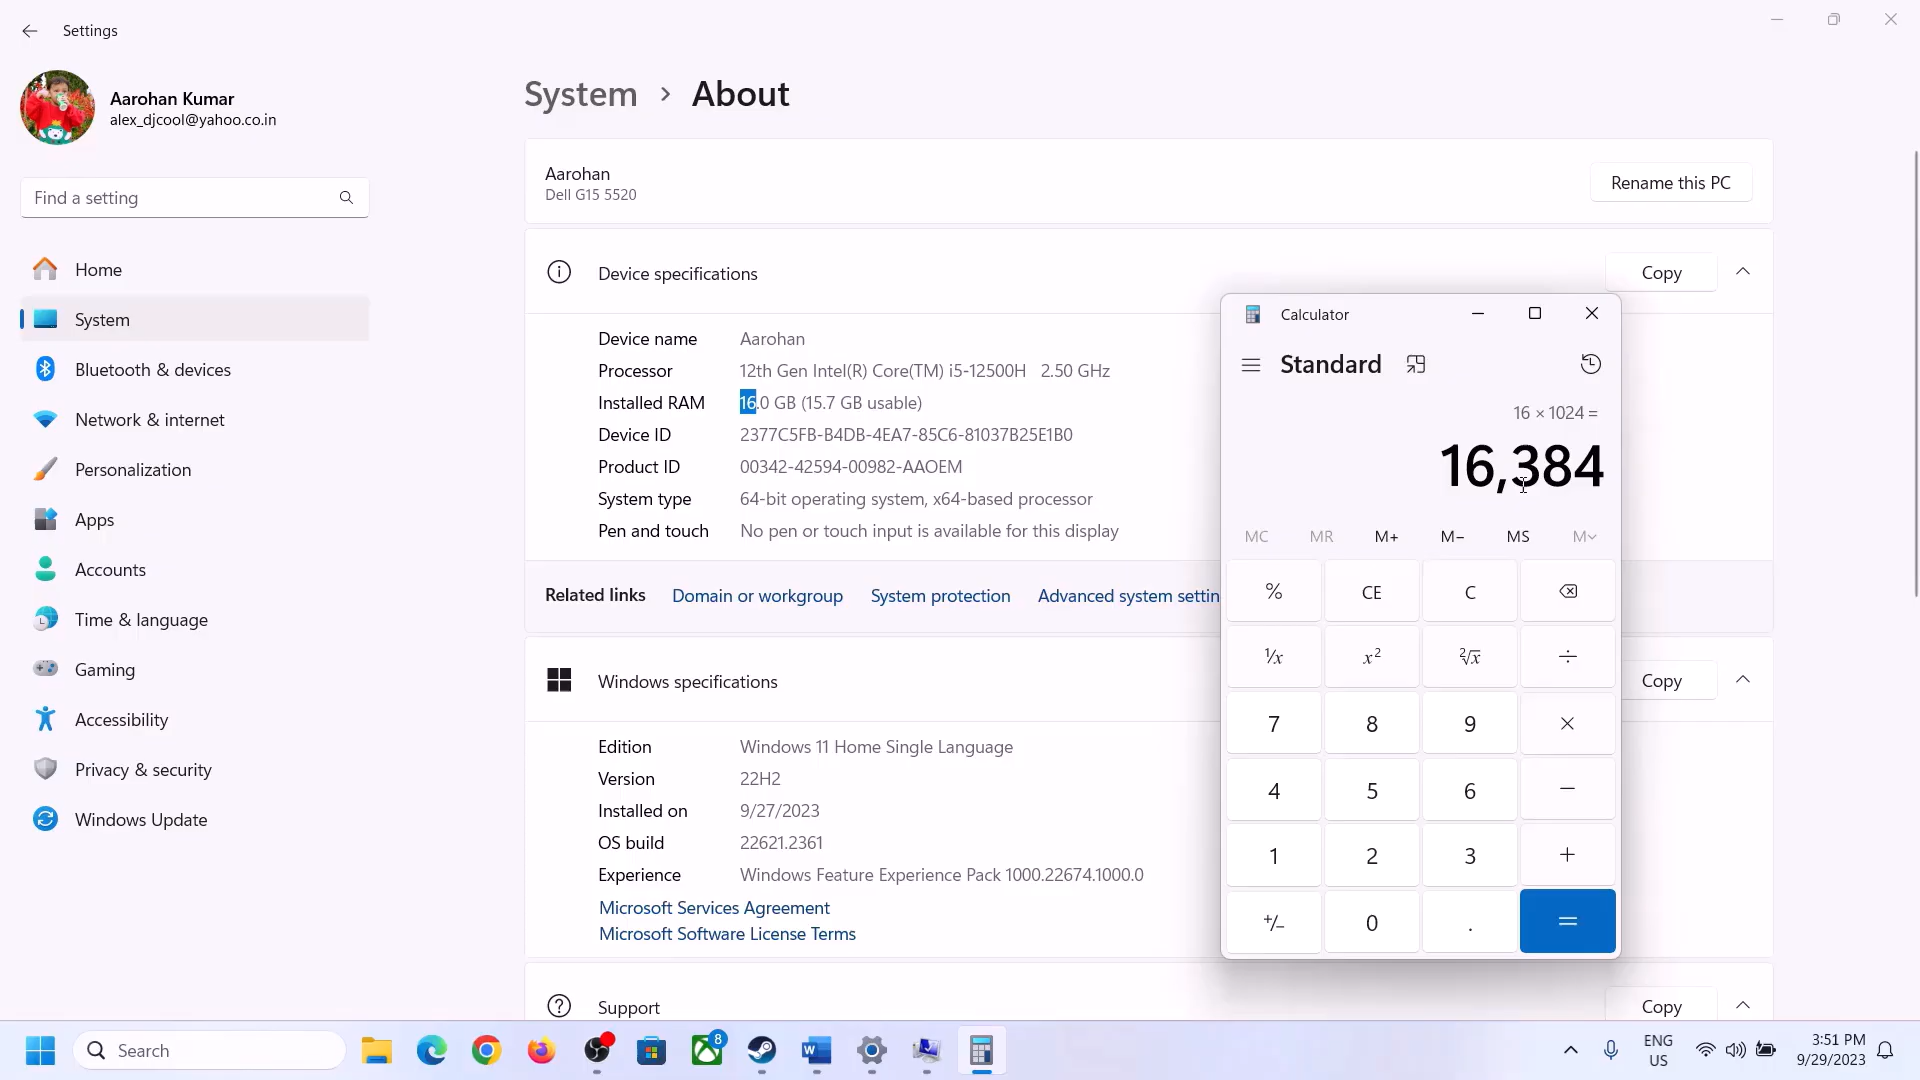 Settings
Aarohan Kumar
alex_djcool@yahoo.co.in
Find a setting
Home
System
Bluetooth & devices
Network & internet
Personalization
Apps
Accounts
Time & language
Gaming
Accessibility
Privacy & security
Windows Update
System > About
Aarohan
Dell G15 5520
Rename this PC
Device specifications
Copy
Device name Aarohan
Processor 12th Gen Intel(R) Core(TM) i5-12500H 2.50 GHz
Installed RAM 16.0 GB (15.7 GB usable)
Device ID 2377C5FB-B4DB-4EA7-85C6-81037B25E1B0
Product ID 00342-42594-00982-AAOEM
System type 64-bit operating system, x64-based processor
Pen and touch No pen or touch input is available for this display
Related links Domain or workgroup System protection Advanced system settin
Windows specifications
Copy
Edition Windows 11 Home Single Language
Version 22H2
Installed on 9/27/2023
OS build 22621.2361
Experience Windows Feature Experience Pack 1000.22674.1000.0
Microsoft Services Agreement
Microsoft Software License Terms
Support
Copy
Calculator
Standard
16 × 1024 =
16,384
MC MR M+ M− MS M
% CE C
⅟x x² ²√x ÷
7 8 9 ×
4 5 6 −
1 2 3 +
+/− 0 . =
Search
8
ENG
US
3:51 PM
9/29/2023